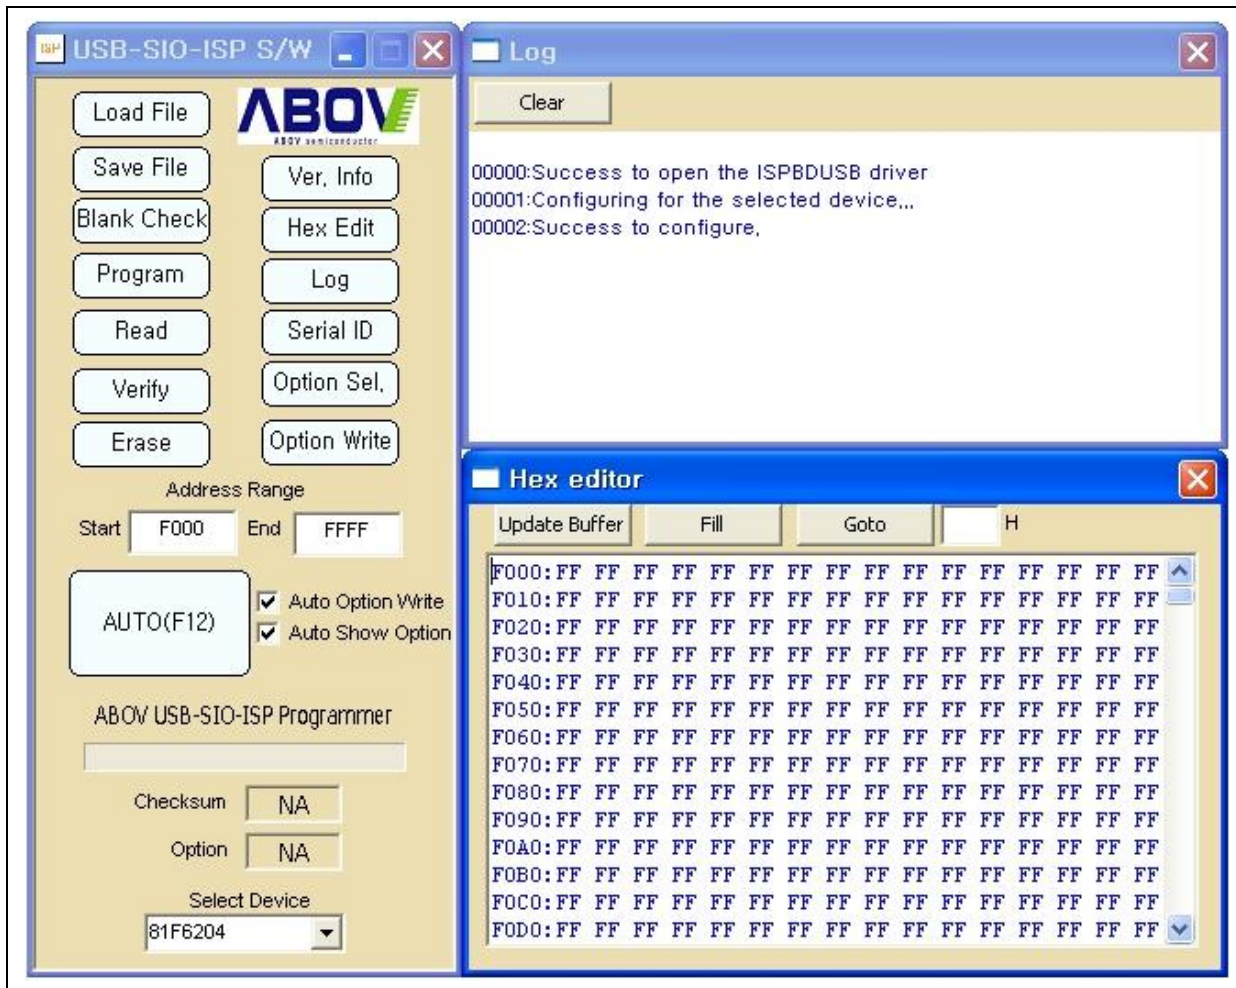 ISP USB-SIO-ISP S/W
Load File
ABOV
ABOV semiconductor
Save File
Ver, Info
Blank Check
Hex Edit
Program
Log
Read
Serial ID
Verify
Option Sel,
Erase
Option Write
Address Range
Start F000 End FFFF
AUTO(F12)
Auto Option Write
Auto Show Option
ABOV USB-SIO-ISP Programmer
Checksum NA
Option NA
Select Device
81F6204
Log
Clear
00000:Success to open the ISPBDUSB driver
00001:Configuring for the selected device,,,
00002:Success to configure,
Hex editor
Update Buffer Fill Goto H
F000:FF FF FF FF FF FF FF FF FF FF FF FF FF FF FF FF
F010:FF FF FF FF FF FF FF FF FF FF FF FF FF FF FF FF
F020:FF FF FF FF FF FF FF FF FF FF FF FF FF FF FF FF
F030:FF FF FF FF FF FF FF FF FF FF FF FF FF FF FF FF
F040:FF FF FF FF FF FF FF FF FF FF FF FF FF FF FF FF
F050:FF FF FF FF FF FF FF FF FF FF FF FF FF FF FF FF
F060:FF FF FF FF FF FF FF FF FF FF FF FF FF FF FF FF
F070:FF FF FF FF FF FF FF FF FF FF FF FF FF FF FF FF
F080:FF FF FF FF FF FF FF FF FF FF FF FF FF FF FF FF
F090:FF FF FF FF FF FF FF FF FF FF FF FF FF FF FF FF
F0A0:FF FF FF FF FF FF FF FF FF FF FF FF FF FF FF FF
F0B0:FF FF FF FF FF FF FF FF FF FF FF FF FF FF FF FF
F0C0:FF FF FF FF FF FF FF FF FF FF FF FF FF FF FF FF
F0D0:FF FF FF FF FF FF FF FF FF FF FF FF FF FF FF FF